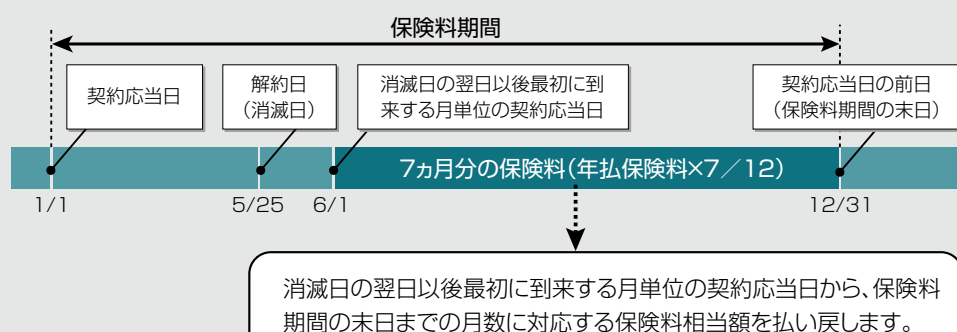 保険料期間
契約応当日
解約日
（消滅日）
消滅日の翌日以後最初に到
来する月単位の契約応当日
契約応当日の前日
（保険料期間の末日）
7ヵ月分の保険料（年払保険料×7／12）
1/1
5/25
6/1
12/31
消滅日の翌日以後最初に到来する月単位の契約応当日から、保険料
期間の末日までの月数に対応する保険料相当額を払い戻します。